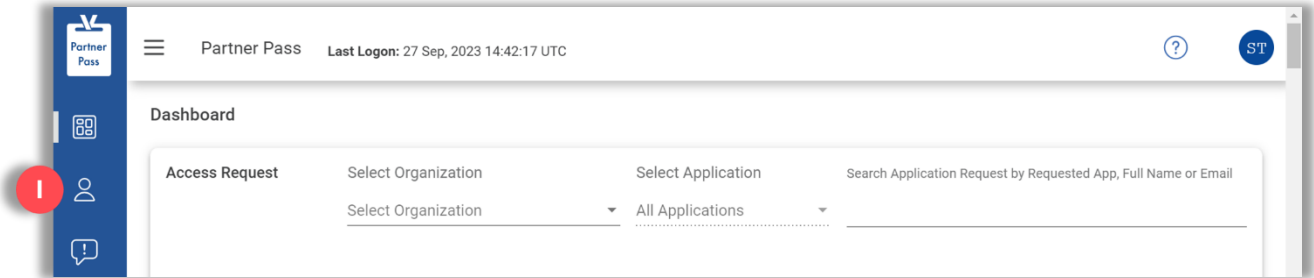 Partner
Pass
Partner Pass
Last Logon: 27 Sep, 2023 14:42:17 UTC
?
ST
Dashboard
I
Access Request
Select Organization
Select Application
Search Application Request by Requested App, Full Name or Email
Select Organization
All Applications